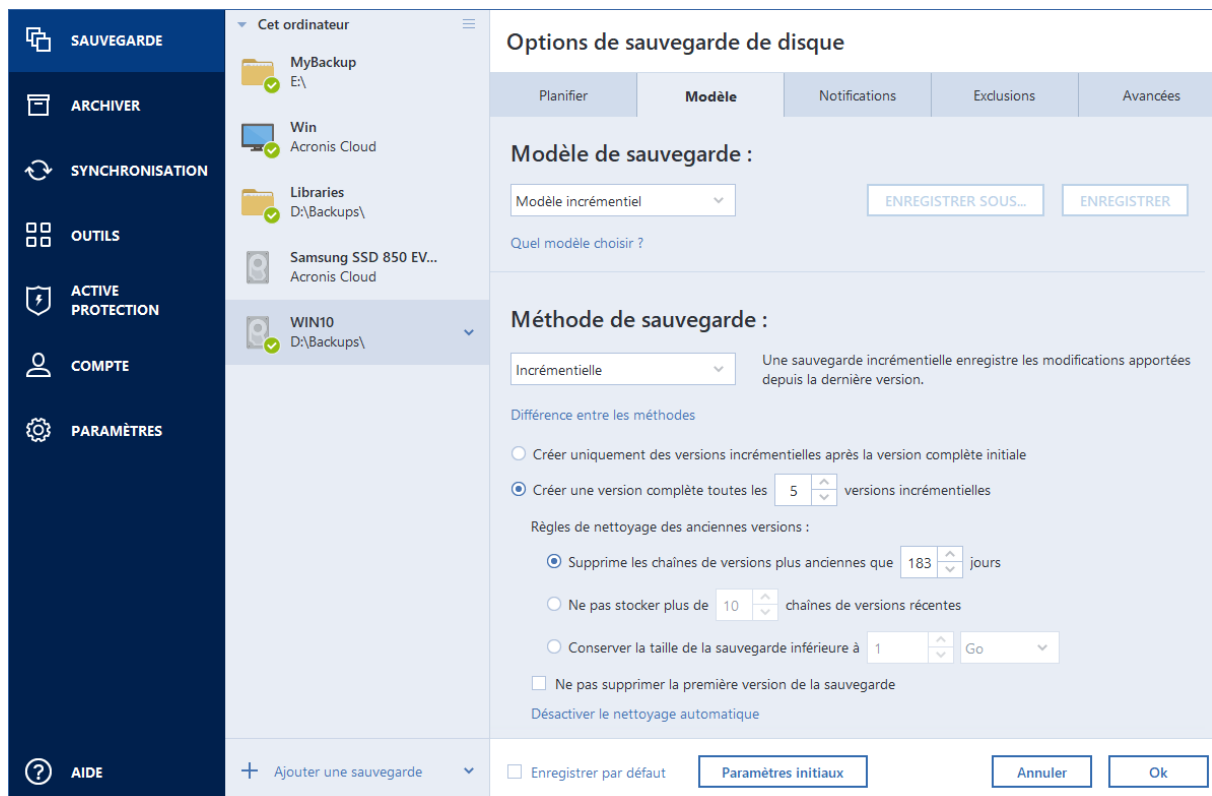 SAUVEGARDE
ARCHIVER
SYNCHRONISATION
OUTILS
ACTIVE
PROTECTION
COMPTE
PARAMÈTRES
AIDE
Cet ordinateur
MyBackup
E:\
Win
Acronis Cloud
Libraries
D:\Backups\
Samsung SSD 850 EV...
Acronis Cloud
WIN10
D:\Backups\
Ajouter une sauvegarde
Options de sauvegarde de disque
Planifier
Modèle
Notifications
Exclusions
Avancées
Modèle de sauvegarde :
Modèle incrémentiel
ENREGISTRER SOUS...
ENREGISTRER
Quel modèle choisir ?
Méthode de sauvegarde :
Incrémentielle
Une sauvegarde incrémentielle enregistre les modifications apportées
depuis la dernière version.
Différence entre les méthodes
Créer uniquement des versions incrémentielles après la version complète initiale
Créer une version complète toutes les 5 versions incrémentielles
Règles de nettoyage des anciennes versions :
Supprime les chaînes de versions plus anciennes que 183 jours
Ne pas stocker plus de 10 chaînes de versions récentes
Conserver la taille de la sauvegarde inférieure à 1 Go
Ne pas supprimer la première version de la sauvegarde
Désactiver le nettoyage automatique
Enregistrer par défaut
Paramètres initiaux
Annuler
Ok